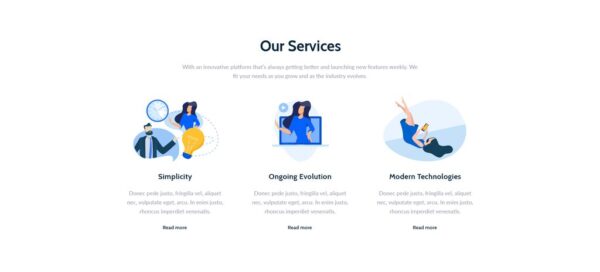 Our Services
With an innovative platform that's always getting better and launching new features weekly. We
fit your needs as you grow and as the industry evolves.
Simplicity
Ongoing Evolution
Modern Technologies
Donec pede justo, fringilla vel, aliquet
nec, vulputate eget, arcu. In enim justo,
rhoncus imperdiet venenatis.
Donec pede justo, fringilla vel, aliquet
nec, vulputate eget, arcu. In enim justo,
rhoncus imperdiet venenatis.
Donec pede justo, fringilla vel, aliquet
nec, vulputate eget, arcu. In enim justo,
rhoncus imperdiet venenatis.
Read more
Read more
Read more